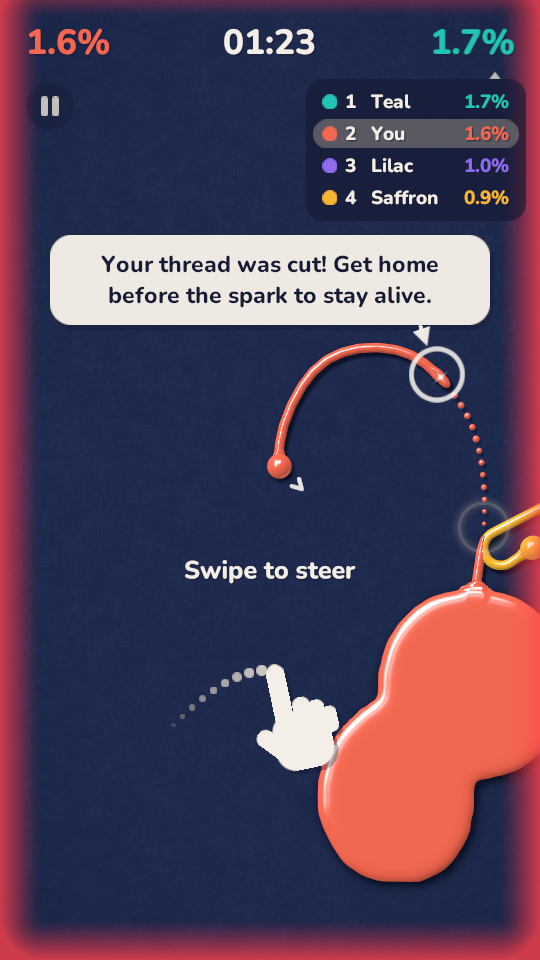 1.6% 01:23 1.7%
1 Teal 1.7%
2 You 1.6%
3 Lilac 1.0%
4 Saffron 0.9%
Your thread was cut! Get home
before the spark to stay alive.
Swipe to steer